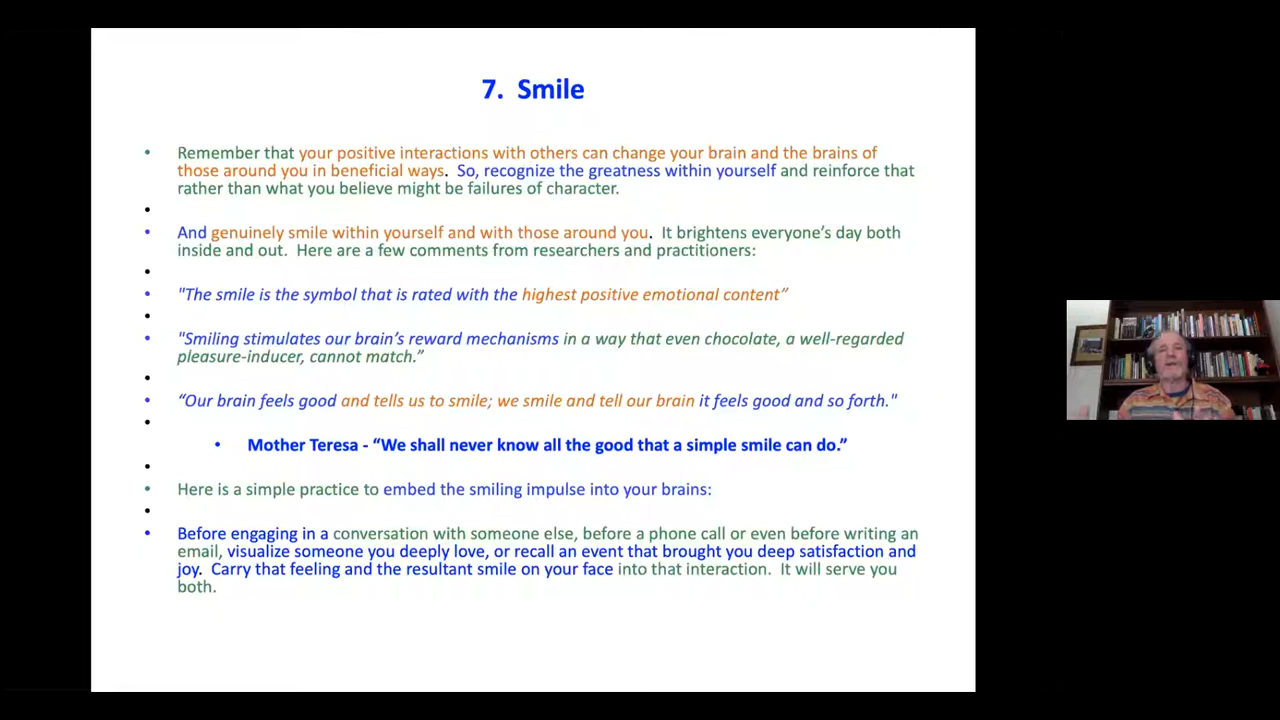 7. Smile
• Remember that your positive interactions with others can change your brain and the brains of
those around you in beneficial ways. So, recognize the greatness within yourself and reinforce that
rather than what you believe might be failures of character.
•
• And genuinely smile within yourself and with those around you. It brightens everyone’s day both
inside and out. Here are a few comments from researchers and practitioners:
•
• "The smile is the symbol that is rated with the highest positive emotional content”
•
• "Smiling stimulates our brain’s reward mechanisms in a way that even chocolate, a well-regarded
pleasure-inducer, cannot match.”
•
• “Our brain feels good and tells us to smile; we smile and tell our brain it feels good and so forth."
•
• Mother Teresa - “We shall never know all the good that a simple smile can do.”
•
• Here is a simple practice to embed the smiling impulse into your brains:
•
• Before engaging in a conversation with someone else, before a phone call or even before writing an
email, visualize someone you deeply love, or recall an event that brought you deep satisfaction and
joy. Carry that feeling and the resultant smile on your face into that interaction. It will serve you
both.